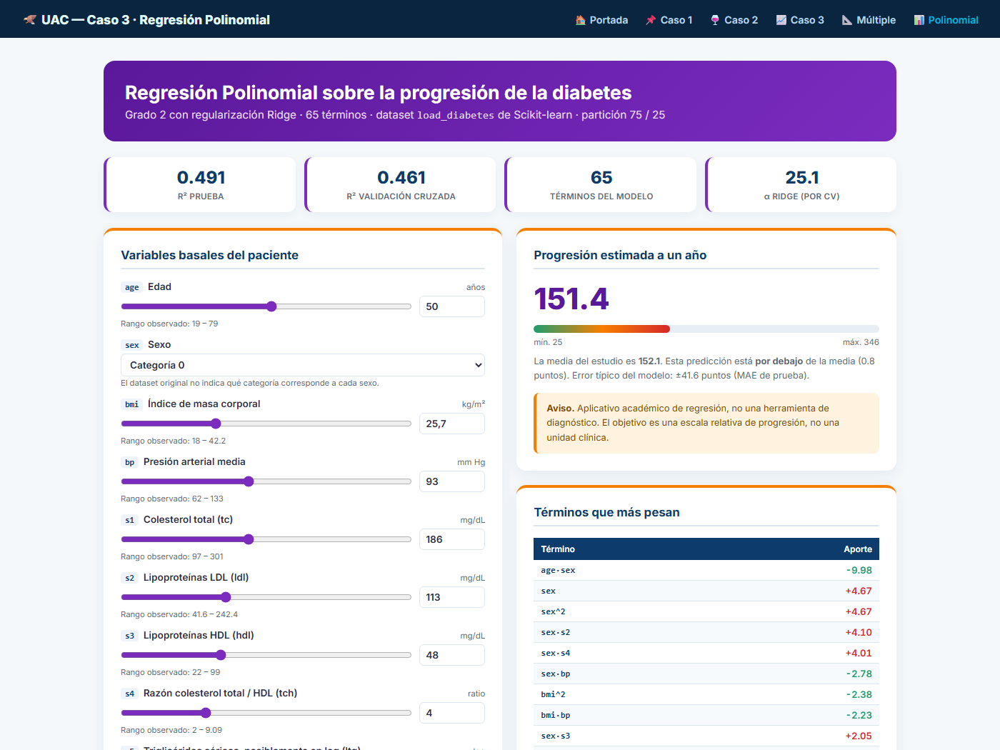 UAC — Caso 3 · Regresión Polinomial
Portada
Caso 1
Caso 2
Caso 3
Múltiple
Polinomial
Regresión Polinomial sobre la progresión de la diabetes
Grado 2 con regularización Ridge · 65 términos · dataset load_diabetes de Scikit-learn · partición 75 / 25
0.491
R² PRUEBA
0.461
R² VALIDACIÓN CRUZADA
65
TÉRMINOS DEL MODELO
25.1
α RIDGE (POR CV)
Variables basales del paciente
age Edad años
50
Rango observado: 19 – 79
sex Sexo
Categoría 0
El dataset original no indica qué categoría corresponde a cada sexo.
bmi Índice de masa corporal kg/m²
25,7
Rango observado: 18 – 42.2
bp Presión arterial media mm Hg
93
Rango observado: 62 – 133
s1 Colesterol total (tc) mg/dL
186
Rango observado: 97 – 301
s2 Lipoproteínas LDL (ldl) mg/dL
113
Rango observado: 41.6 – 242.4
s3 Lipoproteínas HDL (hdl) mg/dL
48
Rango observado: 22 – 99
s4 Razón colesterol total / HDL (tch) ratio
4
Rango observado: 2 – 9.09
Progresión estimada a un año
151.4
mín. 25 máx. 346
La media del estudio es 152.1. Esta predicción está por debajo de la media (0.8
puntos). Error típico del modelo: ±41.6 puntos (MAE de prueba).
Aviso. Aplicativo académico de regresión, no una herramienta de
diagnóstico. El objetivo es una escala relativa de progresión, no una
unidad clínica.
Términos que más pesan
Término Aporte
age·sex -9.98
sex +4.67
sex^2 +4.67
sex·s2 +4.10
sex·s4 +4.01
sex·bp -2.78
bmi^2 -2.38
bmi·bp -2.23
sex·s3 +2.05